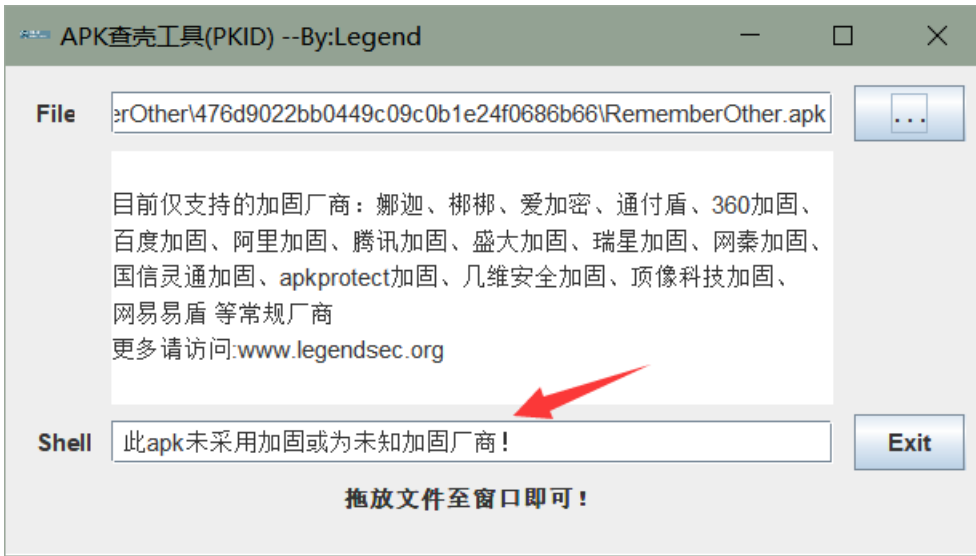 APK查壳工具(PKID) --By:Legend
File erOther\476d9022bb0449c09c0b1e24f0686b66\RememberOther.apk ...
目前仅支持的加固厂商：娜迦、梆梆、爱加密、通付盾、360加固、
百度加固、阿里加固、腾讯加固、盛大加固、瑞星加固、网秦加固、
国信灵通加固、apkprotect加固、几维安全加固、顶像科技加固、
网易易盾 等常规厂商
更多请访问:www.legendsec.org
Shell 此apk未采用加固或为未知加固厂商！ Exit
拖放文件至窗口即可！